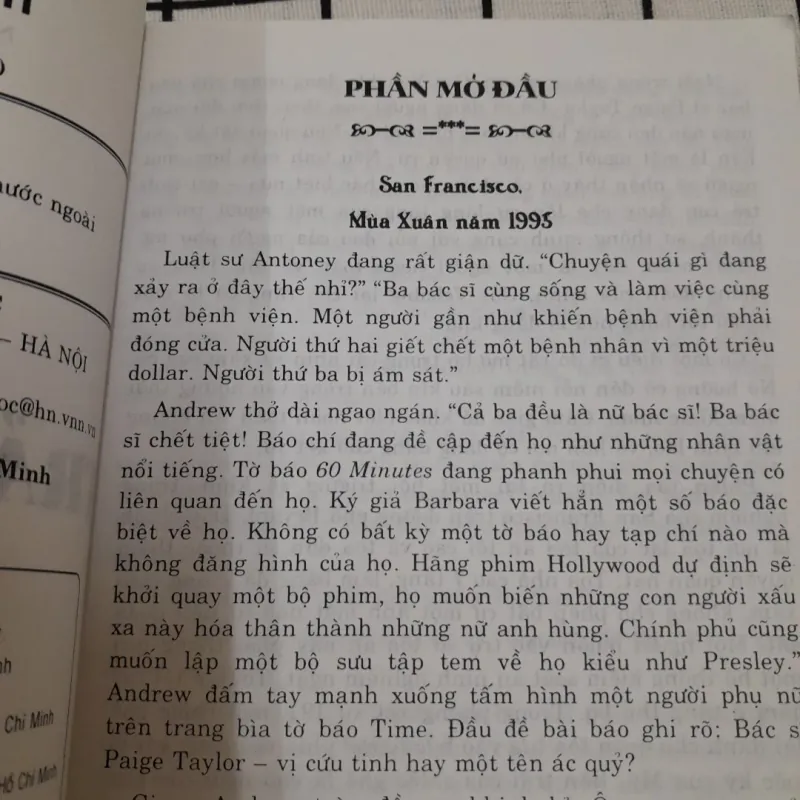 ước ngoài
– HÀ NỘI
oc@hn.vnn.vn
Minh
nh
Chí Minh
Hồ Chí Minh
PHẦN MỞ ĐẦU
=***=
San Francisco,
Mùa Xuân năm 1995
Luật sư Antoney đang rất giận dữ. “Chuyện quái gì đang
xảy ra ở đây thế nhỉ?” “Ba bác sĩ cùng sống và làm việc cùng
một bệnh viện. Một người gần như khiến bệnh viện phải
đóng cửa. Người thứ hai giết chết một bệnh nhân vì một triệu
dollar. Người thứ ba bị ám sát.”
Andrew thở dài ngao ngán. “Cả ba đều là nữ bác sĩ! Ba bác
sĩ chết tiệt! Báo chí đang đề cập đến họ như những nhân vật
nổi tiếng. Tờ báo 60 Minutes đang phanh phui mọi chuyện có
liên quan đến họ. Ký giả Barbara viết hẳn một số báo đặc
biệt về họ. Không có bất kỳ một tờ báo hay tạp chí nào mà
không đăng hình của họ. Hãng phim Hollywood dự định sẽ
khởi quay một bộ phim, họ muốn biến những con người xấu
xa này hóa thân thành những nữ anh hùng. Chính phủ cũng
muốn lập một bộ sưu tập tem về họ kiểu như Presley.”
Andrew đấm tay mạnh xuống tấm hình một người phụ nữ
trên trang bìa tờ báo Time. Đầu đề bài báo ghi rõ: Bác s
Paige Taylor – vị cứu tinh hay một tên ác quỷ?